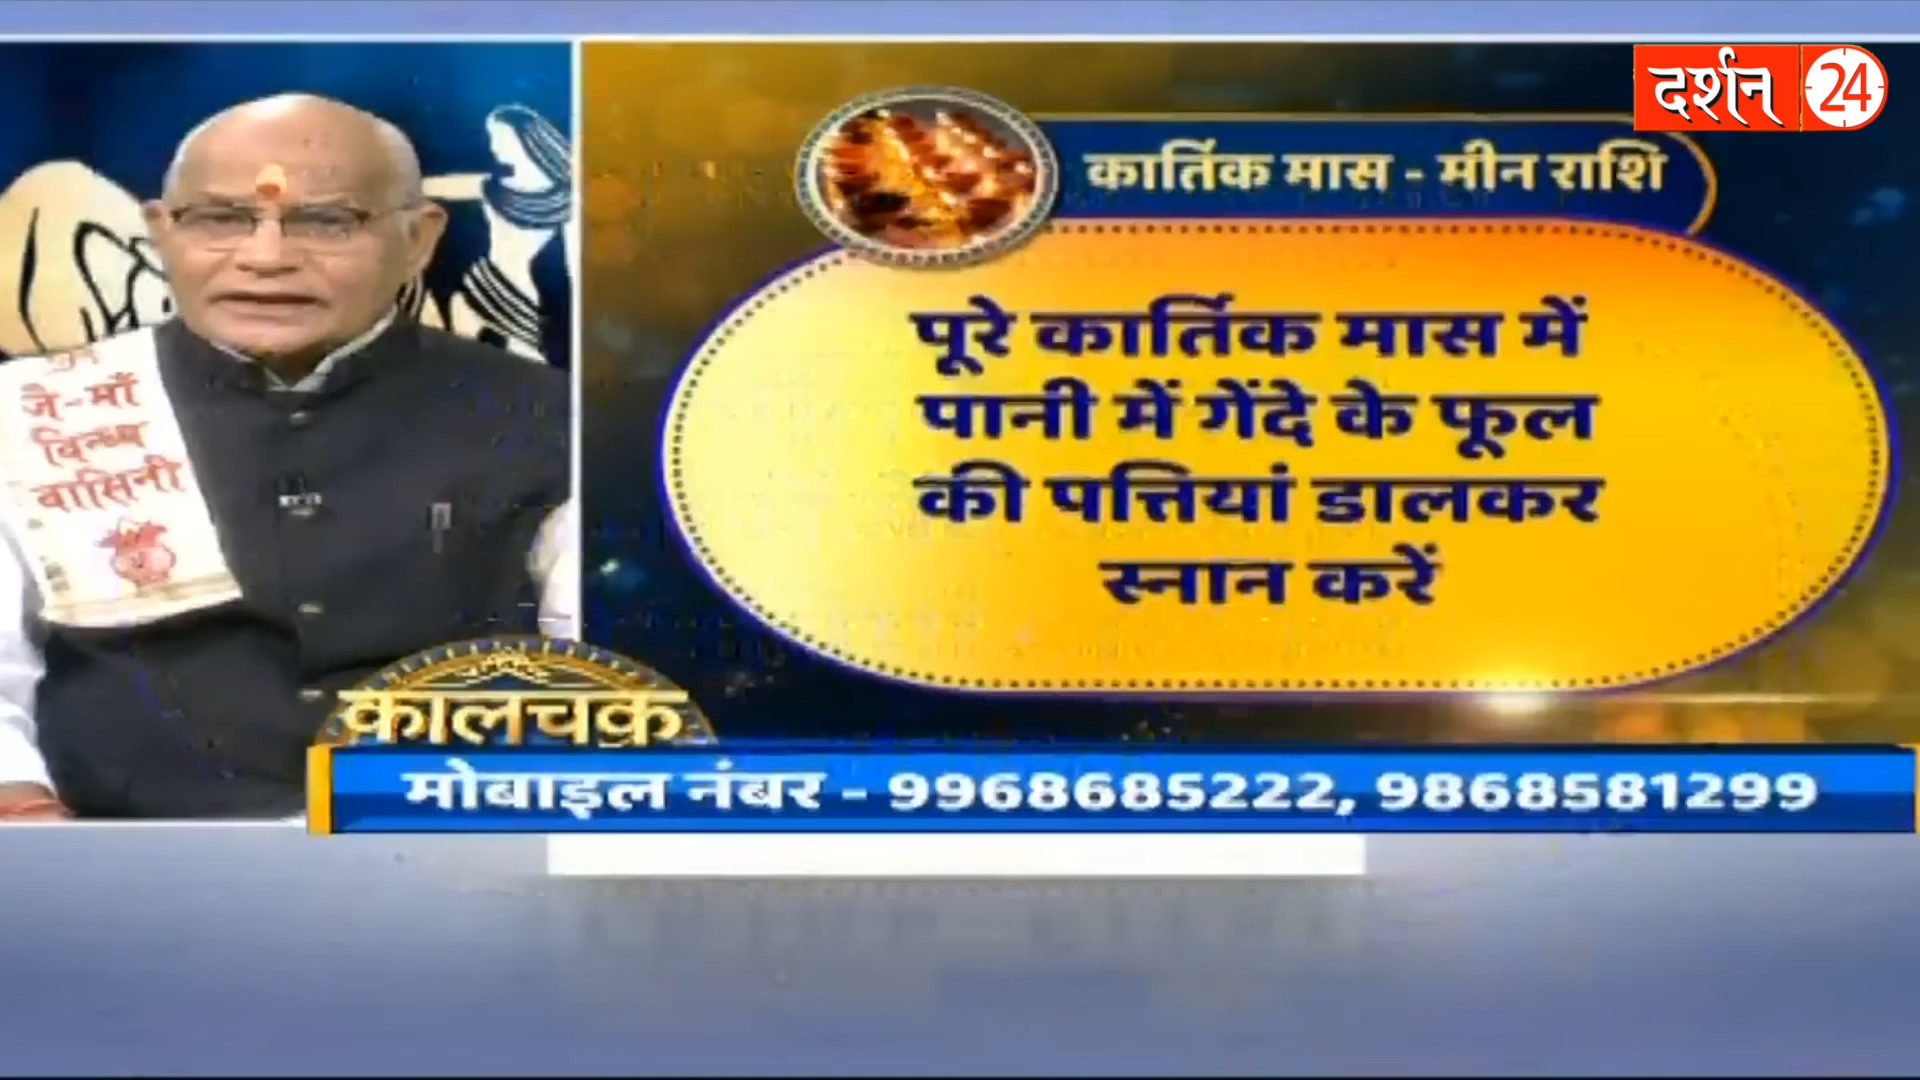 दर्शन 24
कार्तिक मास - मीन राशि
पूरे कार्तिक मास में
पानी में गेंदे के फूल
की पत्तियां डालकर
स्नान करें
जै-माँ
विन्ध्य
वासिनी
कालचक्र
मोबाइल नंबर - 9968685222, 9868581299